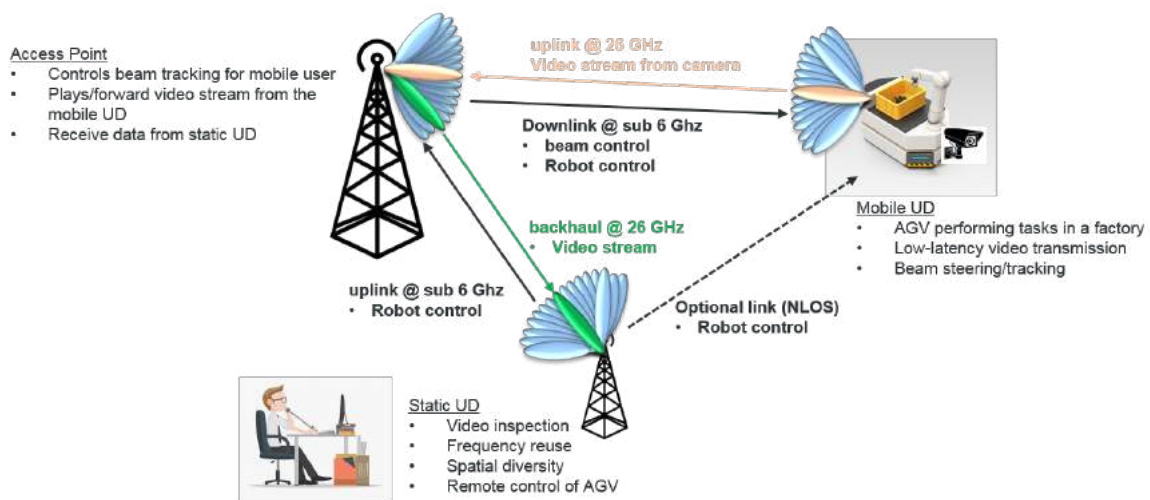 Access Point
• Controls beam tracking for mobile user
• Plays/forward video stream from the
mobile UD
• Receive data from static UD
uplink @ 26 GHz
Video stream from camera
Downlink @ sub 6 Ghz
• beam control
• Robot control
Mobile UD
• AGV performing tasks in a factory
• Low-latency video transmission
• Beam steering/tracking
backhaul @ 26 GHz
• Video stream
uplink @ sub 6 Ghz
• Robot control
Optional link (NLOS)
• Robot control
Static UD
• Video inspection
• Frequency reuse
• Spatial diversity
• Remote control of AGV